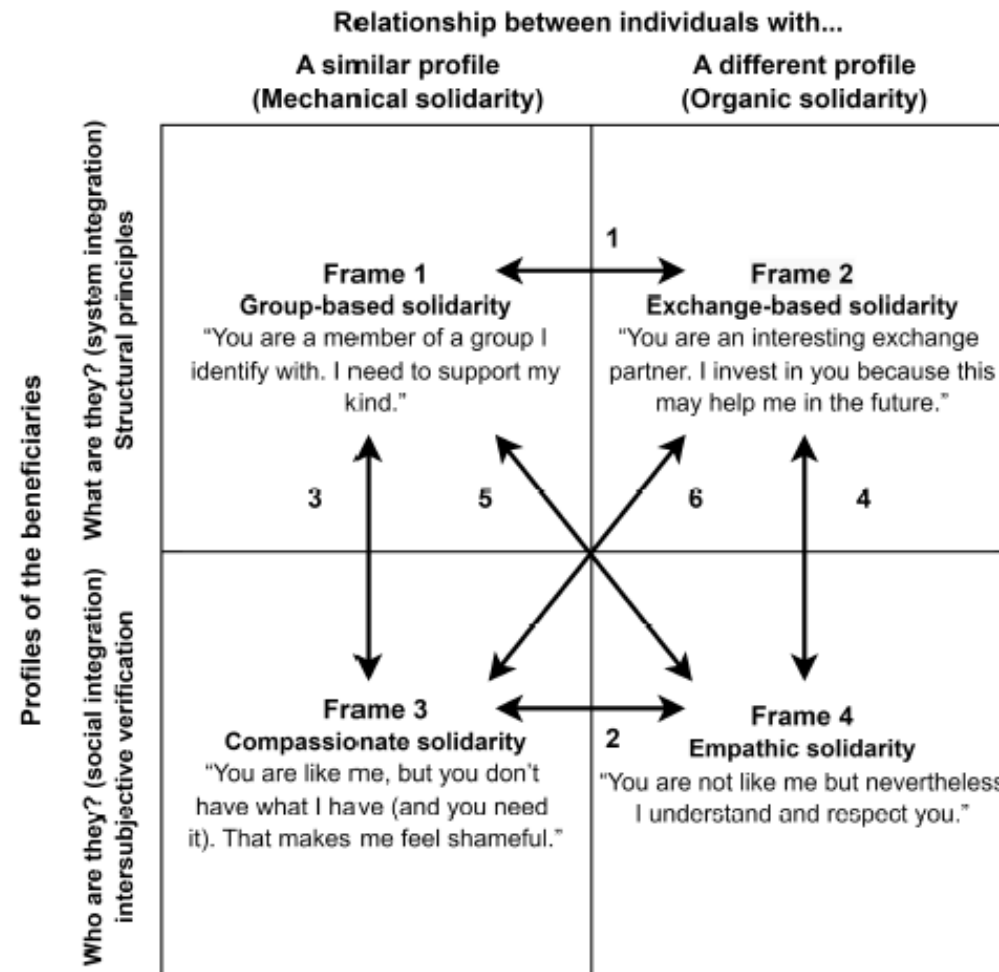 Relationship between individuals with...
A similar profile
(Mechanical solidarity)
A different profile
(Organic solidarity)
Profiles of the beneficiaries
What are they? (system integration)
Structural principles
Who are they? (social integration)
intersubjective verification
1
Frame 1
Group-based solidarity
“You are a member of a group I
identify with. I need to support my
kind.”
Frame 2
Exchange-based solidarity
“You are an interesting exchange
partner. I invest in you because this
may help me in the future.”
3
5
6
4
Frame 3
Compassionate solidarity
“You are like me, but you don’t
have what I have (and you need
it). That makes me feel shameful.”
2
Frame 4
Empathic solidarity
“You are not like me but nevertheless
I understand and respect you.”